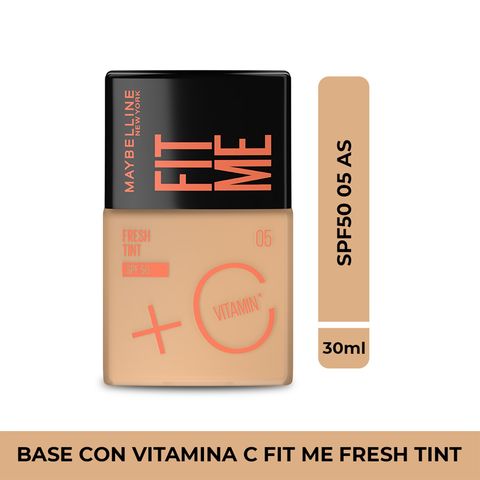 MAYBELLINE
NEW YORK
FIT
ME
FRESH
TINT
SPF 50
05
+ C
VITAMIN*
SPF50 05 AS
30ml
BASE CON VITAMINA C FIT ME FRESH TINT